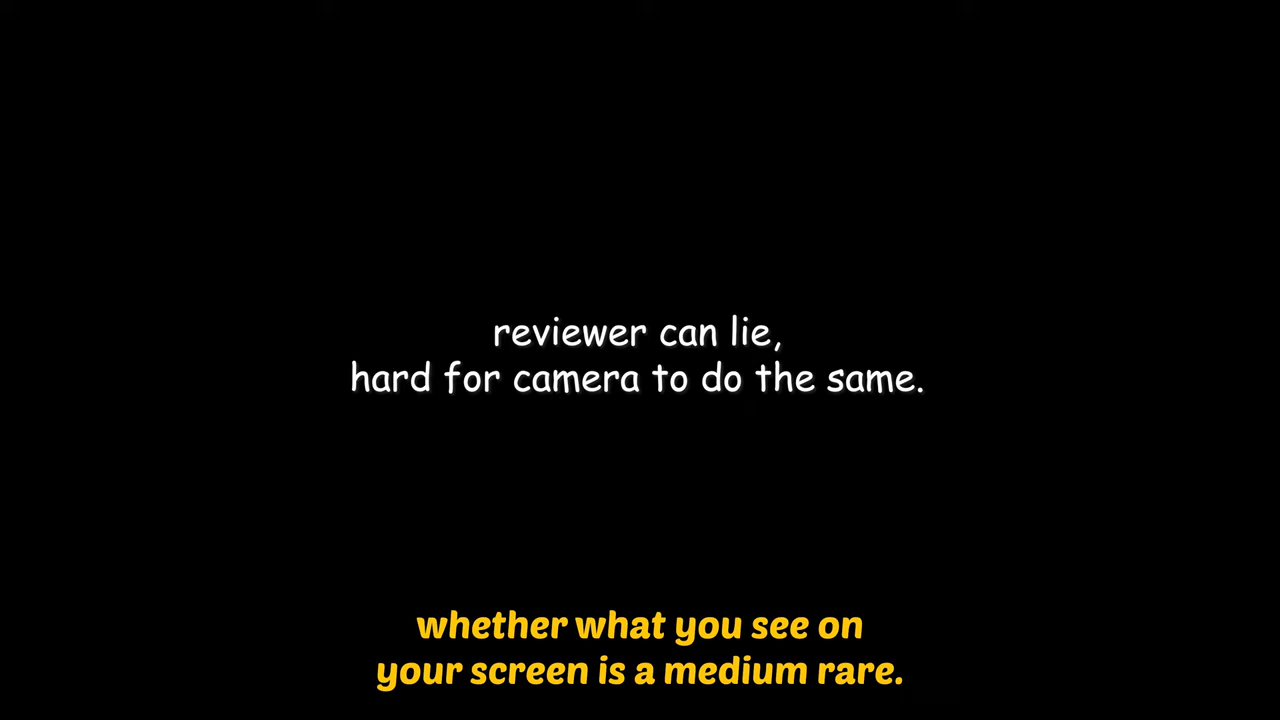 reviewer can lie,
hard for camera to do the same.
whether what you see on
your screen is a medium rare.